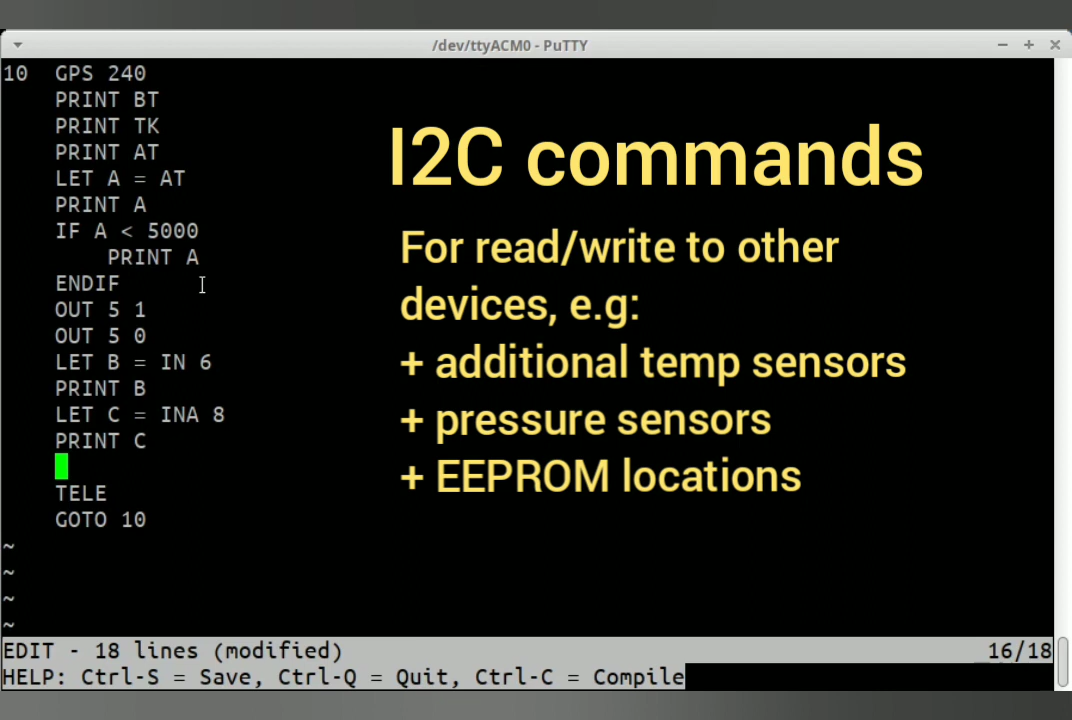 /dev/ttyACM0 - PuTTY
10 GPS 240
PRINT BT
PRINT TK
PRINT AT
LET A = AT
PRINT A
IF A < 5000
PRINT A
ENDIF
OUT 5 1
OUT 5 0
LET B = IN 6
PRINT B
LET C = INA 8
PRINT C
TELE
GOTO 10
~
~
~
~
I2C commands
For read/write to other
devices, e.g:
+ additional temp sensors
+ pressure sensors
+ EEPROM locations
EDIT - 18 lines (modified) 16/18
HELP: Ctrl-S = Save, Ctrl-Q = Quit, Ctrl-C = Compile